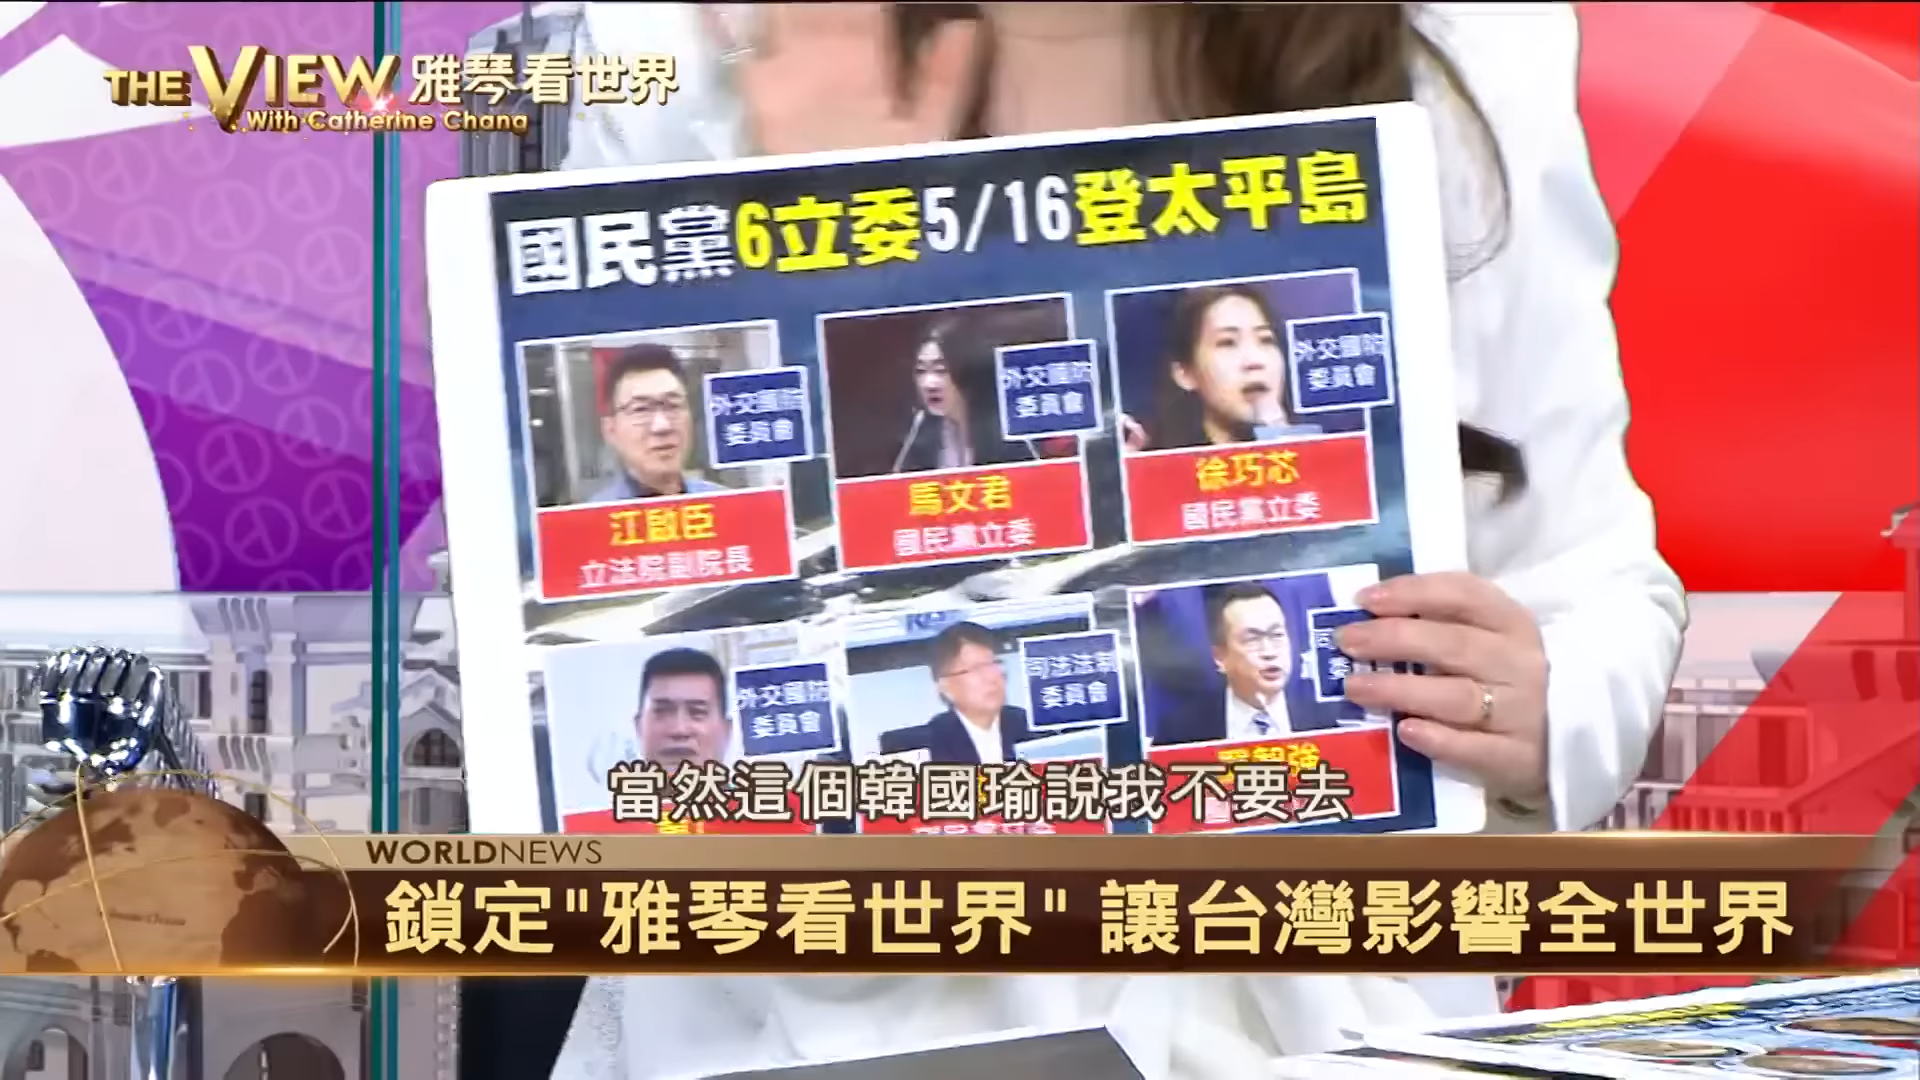 THE VIEW 雅琴看世界
With Catherine Chang
國民黨6立委5/16登太平島
外交國防
委員會
江啟臣
立法院副院長
外交國防
委員會
馬文君
國民黨立委
外交國防
委員會
徐巧芯
國民黨立委
外交國防
委員會
司法法制
委員會
當然這個韓國瑜說我不要去
WORLDNEWS
鎖定"雅琴看世界" 讓台灣影響全世界